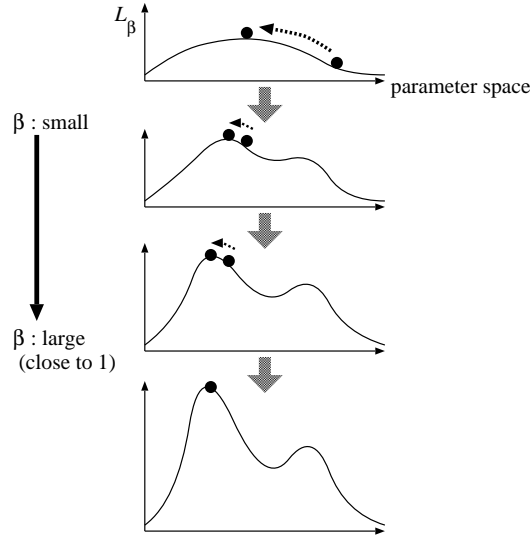 L_β
parameter space
β : small
β : large
(close to 1)